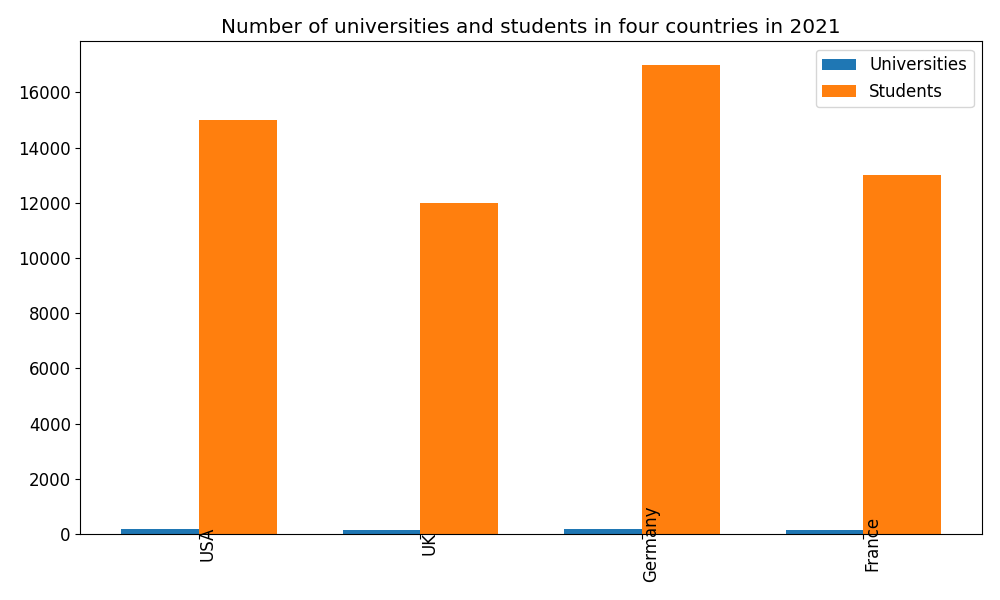 Number of universities and students in four countries in 2021
Universities
Students
16000
14000
12000
10000
8000
6000
4000
2000
0
USA
UK
Germany
France